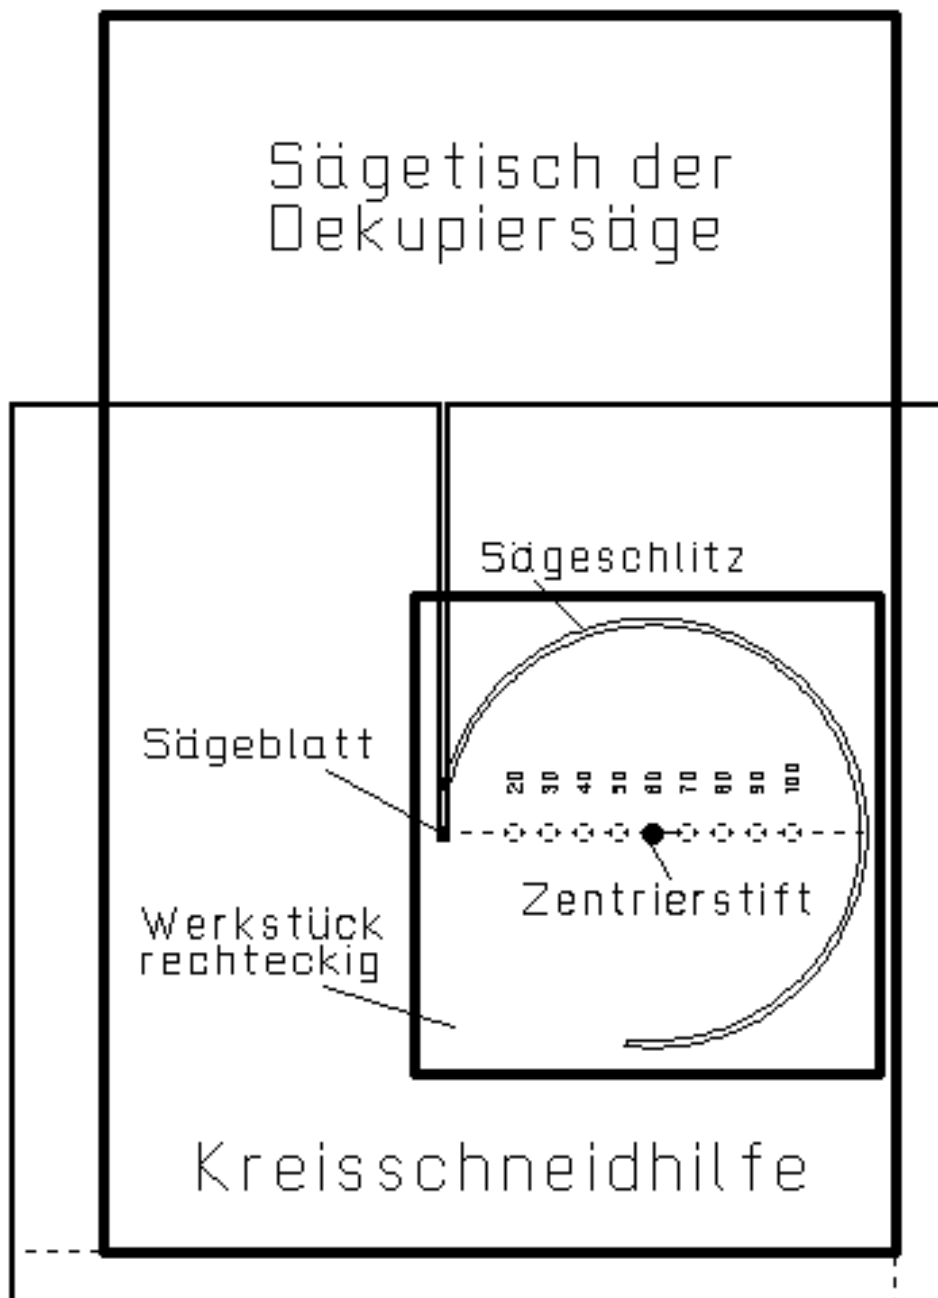 Sägetisch der
Dekupiersäge
Sägeschlitz
Sägeblatt
20 30 40 50 60 70 80 90 100
Zentrierstift
Werkstück
rechteckig
Kreisschneidhilfe